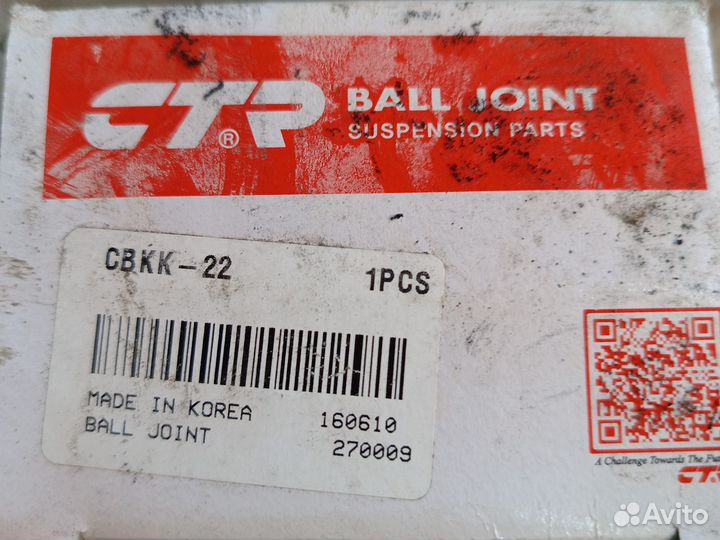 CTR® BALL JOINT
SUSPENSION PARTS
CBKK-22 1PCS
MADE IN KOREA 160610
BALL JOINT 270009
A Challenge Towards The
CTR
Avito